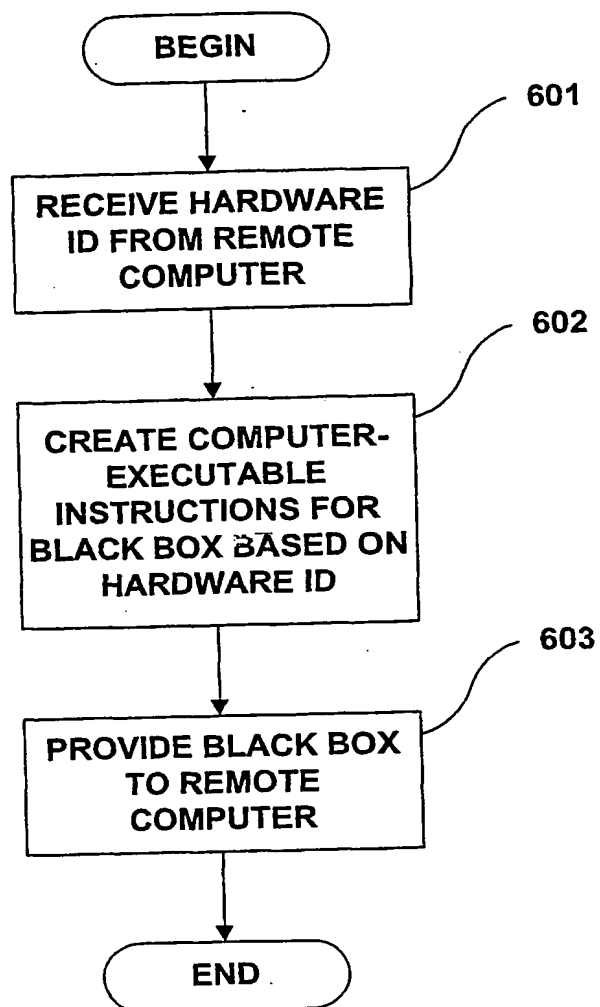 BEGIN
601
RECEIVE HARDWARE
ID FROM REMOTE
COMPUTER
602
CREATE COMPUTER-
EXECUTABLE
INSTRUCTIONS FOR
BLACK BOX BASED ON
HARDWARE ID
603
PROVIDE BLACK BOX
TO REMOTE
COMPUTER
END